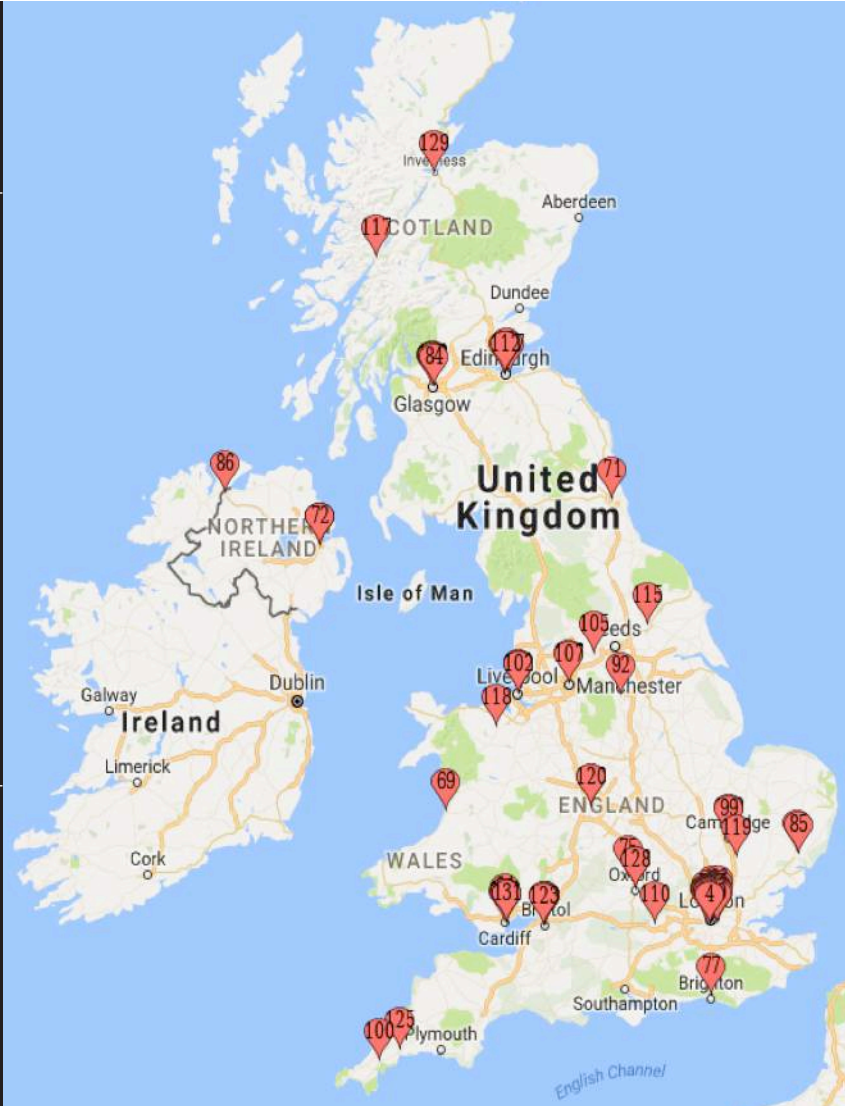 129
Inverness
Aberdeen
117
SCOTLAND
Dundee
112
Edinburgh
84
Glasgow
86
71
United
Kingdom
72
NORTHERN
IRELAND
Isle of Man
115
105
Leeds
107
102
92
Liverpool
Manchester
Dublin
118
Galway
Ireland
Limerick
69
120
ENGLAND
99
Cambridge
119
85
75
128
WALES
Cork
Oxford
131
123
110
4
London
Bristol
Cardiff
77
Brighton
Southampton
125
100
Plymouth
English Channel